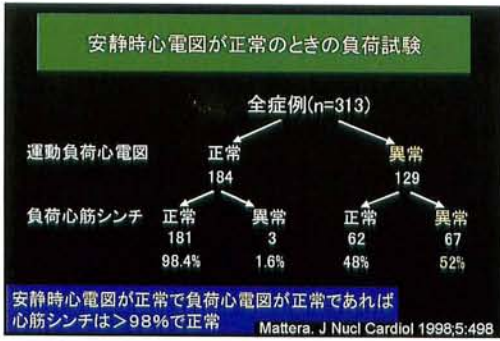 安静時心電図が正常のときの負荷試験
全症例(n=313)
運動負荷心電図 正常 異常
184 129
負荷心筋シンチ 正常 異常 正常 異常
181 3 62 67
98.4% 1.6% 48% 52%
安静時心電図が正常で負荷心電図が正常であれば
心筋シンチは＞98%で正常
Mattera. J Nucl Cardiol 1998;5:498